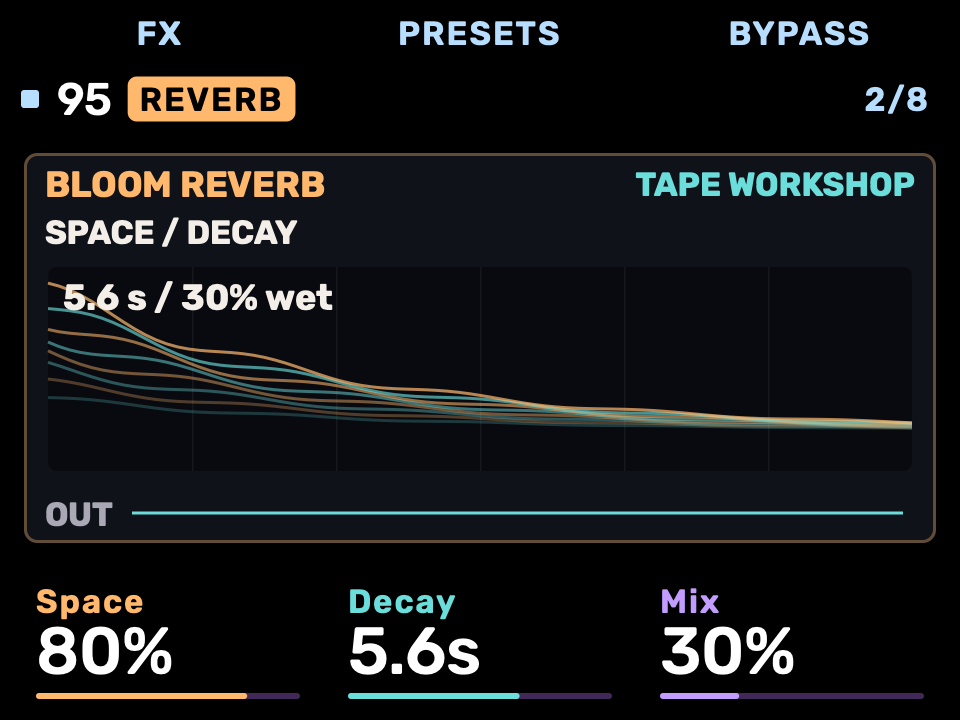 FX PRESETS BYPASS
95 REVERB 2/8
BLOOM REVERB TAPE WORKSHOP
SPACE / DECAY
5.6 s / 30% wet
OUT
Space Decay Mix
80% 5.6s 30%